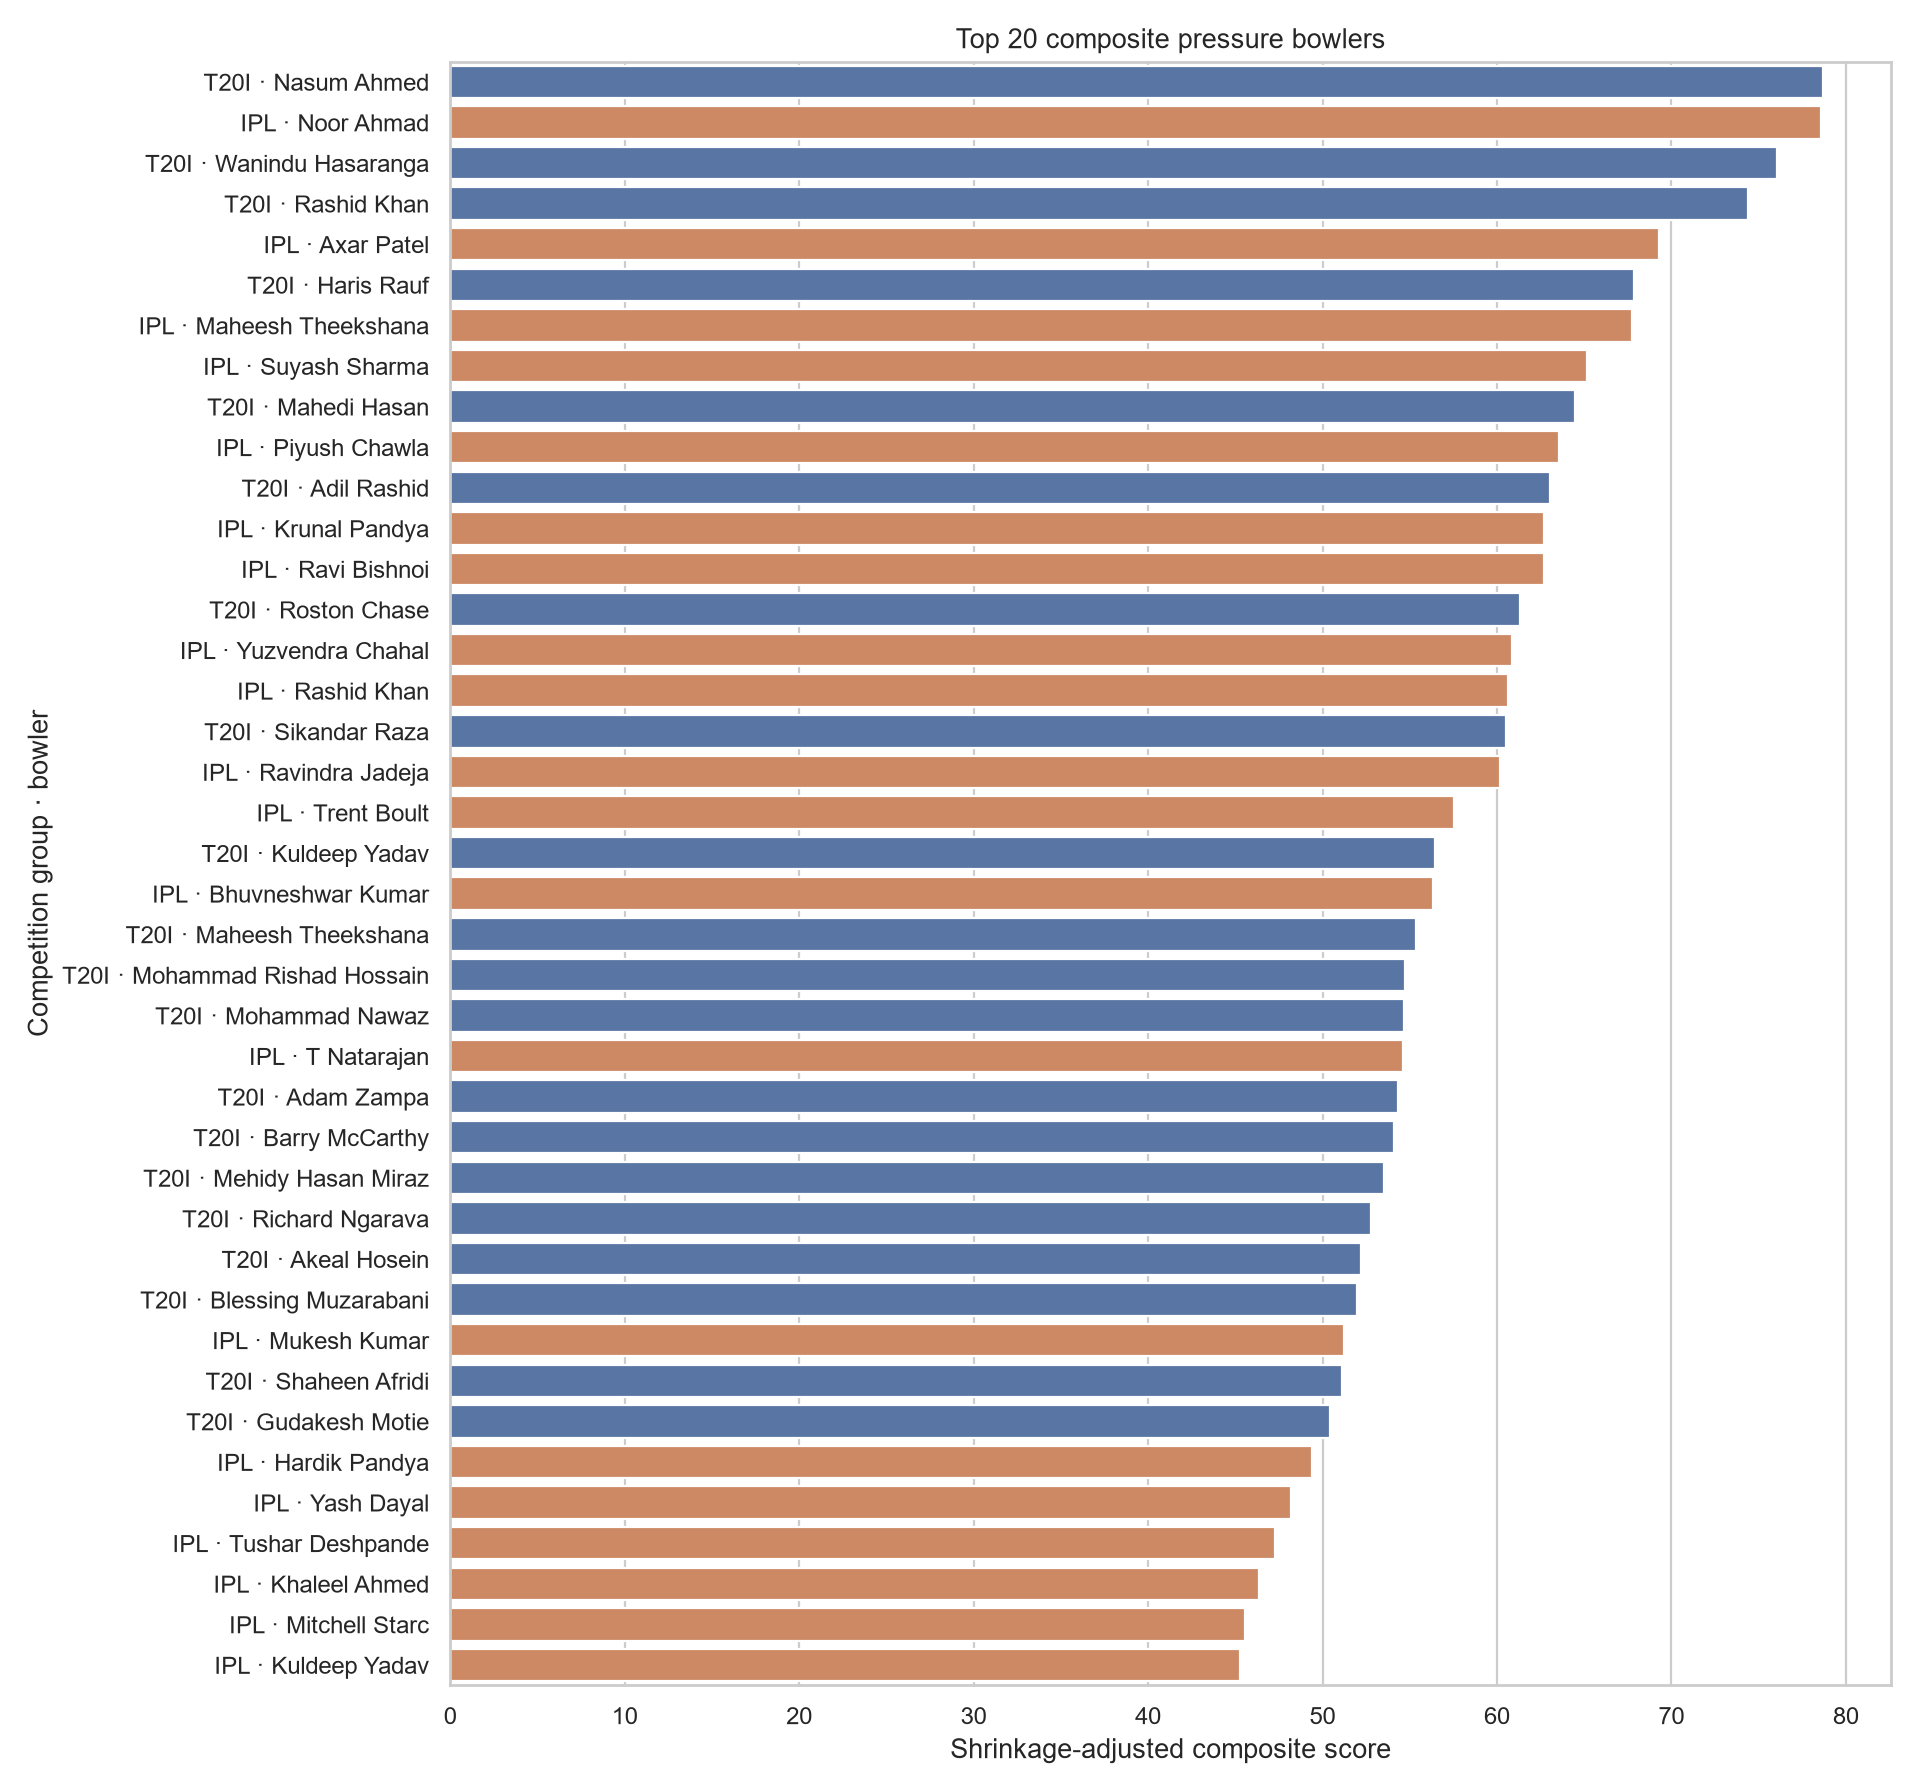 Top 20 composite pressure bowlers
Competition group · bowler
T20I · Nasum Ahmed
IPL · Noor Ahmad
T20I · Wanindu Hasaranga
T20I · Rashid Khan
IPL · Axar Patel
T20I · Haris Rauf
IPL · Maheesh Theekshana
IPL · Suyash Sharma
T20I · Mahedi Hasan
IPL · Piyush Chawla
T20I · Adil Rashid
IPL · Krunal Pandya
IPL · Ravi Bishnoi
T20I · Roston Chase
IPL · Yuzvendra Chahal
IPL · Rashid Khan
T20I · Sikandar Raza
IPL · Ravindra Jadeja
IPL · Trent Boult
T20I · Kuldeep Yadav
IPL · Bhuvneshwar Kumar
T20I · Maheesh Theekshana
T20I · Mohammad Rishad Hossain
T20I · Mohammad Nawaz
IPL · T Natarajan
T20I · Adam Zampa
T20I · Barry McCarthy
T20I · Mehidy Hasan Miraz
T20I · Richard Ngarava
T20I · Akeal Hosein
T20I · Blessing Muzarabani
IPL · Mukesh Kumar
T20I · Shaheen Afridi
T20I · Gudakesh Motie
IPL · Hardik Pandya
IPL · Yash Dayal
IPL · Tushar Deshpande
IPL · Khaleel Ahmed
IPL · Mitchell Starc
IPL · Kuldeep Yadav
0 10 20 30 40 50 60 70 80
Shrinkage-adjusted composite score